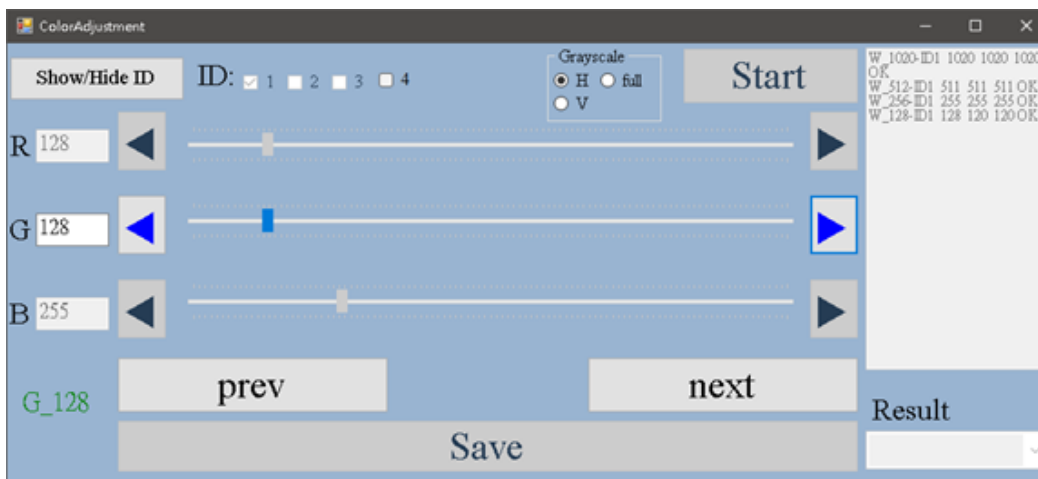 ColorAdjustment
Show/Hide ID
ID: 1 2 3 4
Grayscale
H full
V
Start
W_1020-ID1 1020 1020 1020
OK
W_512-ID1 511 511 511 OK
W_256-ID1 255 255 255 OK
W_128-ID1 128 120 120 OK
R 128
G 128
B 255
G_128
prev
next
Save
Result